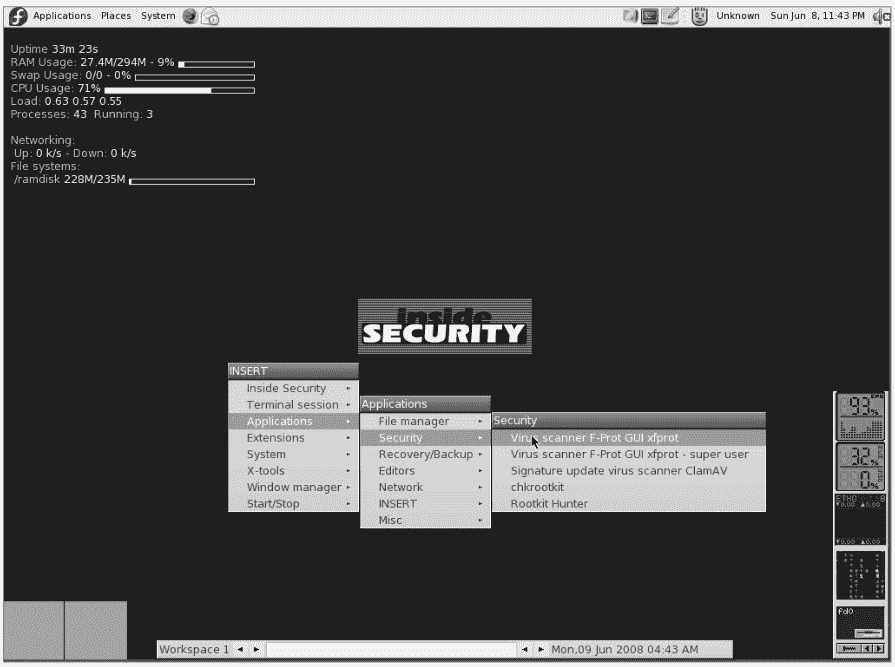 Applications Places System
Unknown Sun Jun 8, 11:43 PM
Uptime 33m 23s
RAM Usage: 27.4M/294M - 9%
Swap Usage: 0/0 - 0%
CPU Usage: 71%
Load: 0.63 0.57 0.55
Processes: 43 Running: 3
Networking:
Up: 0 k/s - Down: 0 k/s
File systems:
/ramdisk 228M/235M
inside
SECURITY
INSERT
Inside Security
Terminal session
Applications
Extensions
System
X-tools
Window manager
Start/Stop
Applications
File manager
Security
Recovery/Backup
Editors
Network
INSERT
Misc
Security
Virus scanner F-Prot GUI xfprot
Virus scanner F-Prot GUI xfprot - super user
Signature update virus scanner ClamAV
chkrootkit
Rootkit Hunter
93%
32%
0%
fd0
Workspace 1
Mon,09 Jun 2008 04:43 AM